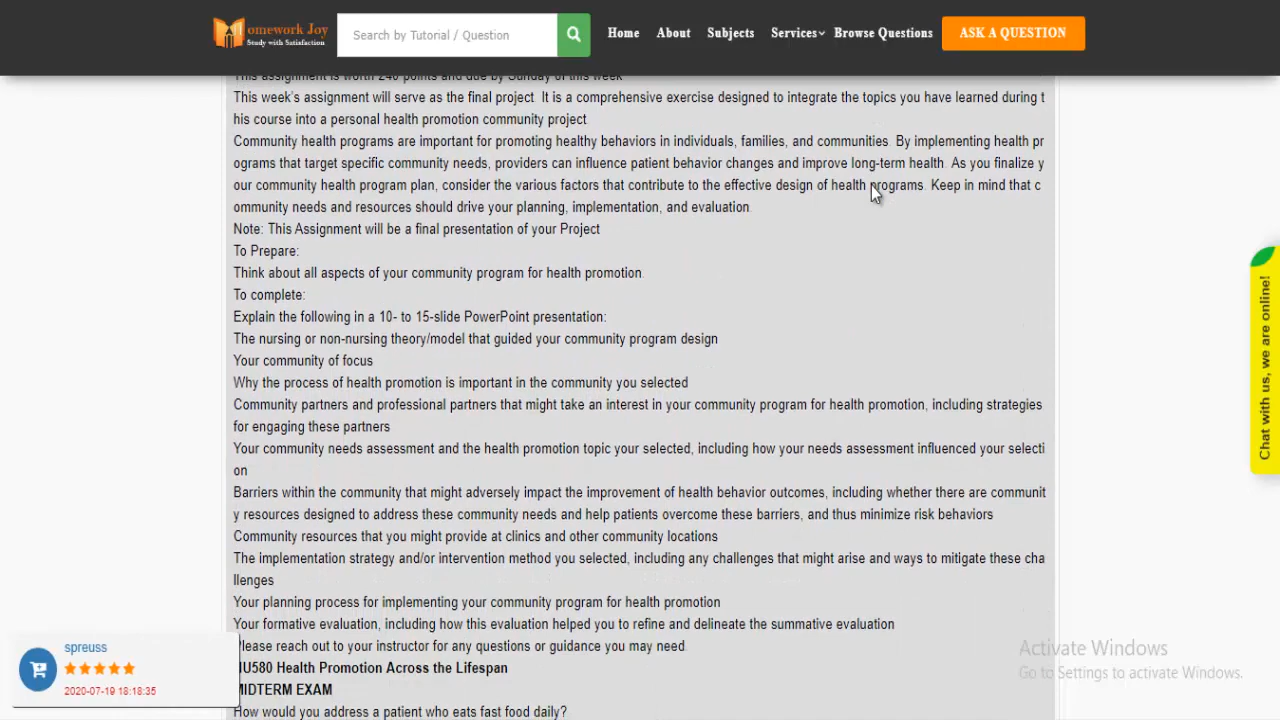 omework Joy
Study with Satisfaction
Search by Tutorial / Question
Home
About
Subjects
Services
Browse Questions
ASK A QUESTION
This assignment is worth 240 points and due by Sunday of this week
This week's assignment will serve as the final project It is a comprehensive exercise designed to integrate the topics you have learned during t
his course into a personal health promotion community project
Community health programs are important for promoting healthy behaviors in individuals, families, and communities. By implementing health pr
ograms that target specific community needs, providers can influence patient behavior changes and improve long-term health. As you finalize y
our community health program plan, consider the various factors that contribute to the effective design of health programs. Keep in mind that c
ommunity needs and resources should drive your planning, implementation, and evaluation
Note: This Assignment will be a final presentation of your Project
To Prepare:
Think about all aspects of your community program for health promotion.
To complete:
Explain the following in a 10- to 15-slide PowerPoint presentation:
The nursing or non-nursing theory/model that guided your community program design
Your community of focus
Why the process of health promotion is important in the community you selected
Community partners and professional partners that might take an interest in your community program for health promotion, including strategies
for engaging these partners
Your community needs assessment and the health promotion topic your selected, including how your needs assessment influenced your selecti
on
Barriers within the community that might adversely impact the improvement of health behavior outcomes, including whether there are communit
y resources designed to address these community needs and help patients overcome these barriers, and thus minimize risk behaviors
Community resources that you might provide at clinics and other community locations
The implementation strategy and/or intervention method you selected, including any challenges that might arise and ways to mitigate these cha
llenges
Your planning process for implementing your community program for health promotion
Your formative evaluation, including how this evaluation helped you to refine and delineate the summative evaluation
Please reach out to your instructor for any questions or guidance you may need.
NU580 Health Promotion Across the Lifespan
MIDTERM EXAM
How would you address a patient who eats fast food daily?
spreuss
2020-07-19 18:18:35
Chat with us, we are online!
Activate Windows
Go to Settings to activate Windows.